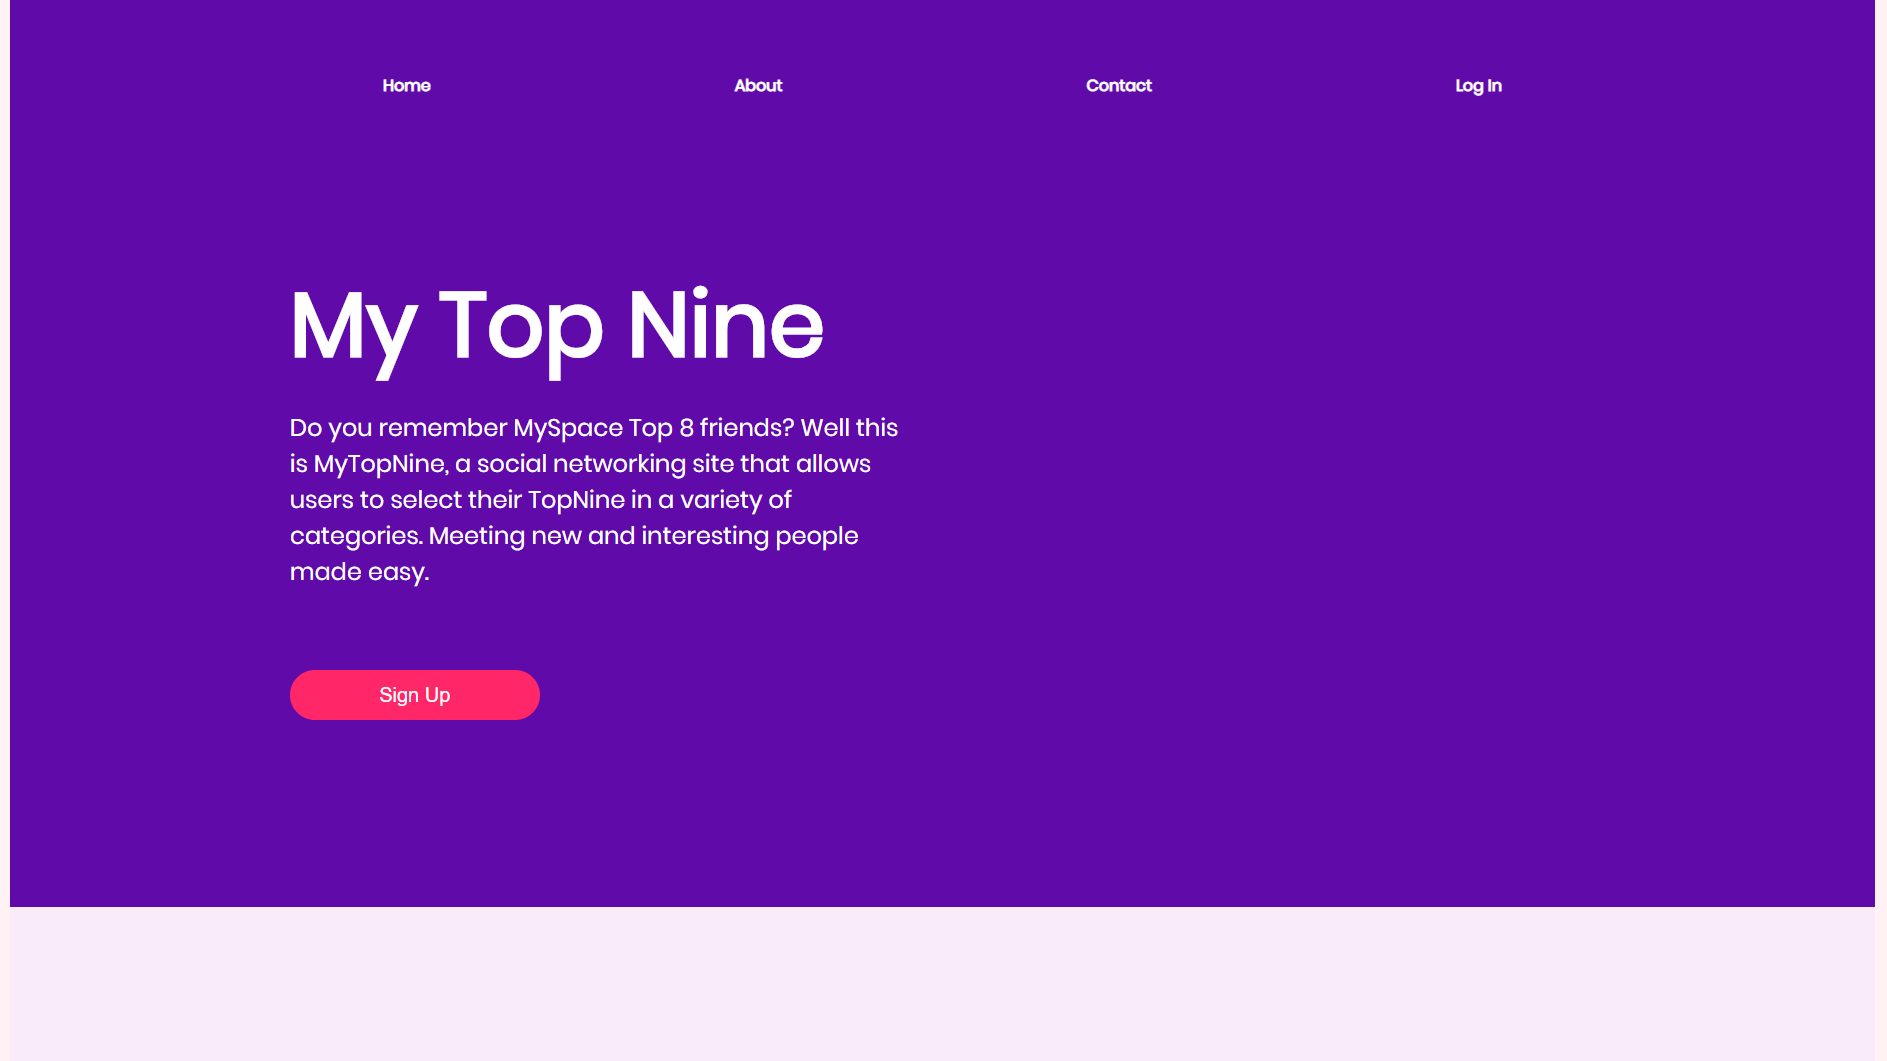 Home About Contact Log In
My Top Nine
Do you remember MySpace Top 8 friends? Well this
is MyTopNine, a social networking site that allows
users to select their TopNine in a variety of
categories. Meeting new and interesting people
made easy.
Sign Up